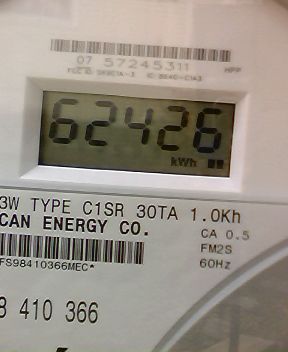 07 57245311
HPP
62426
kWh
3W TYPE C1SR 30TA 1.0Kh
CAN ENERGY CO.
CA 0.5
FM2S
60Hz
FS98410366MEC*
8 410 366